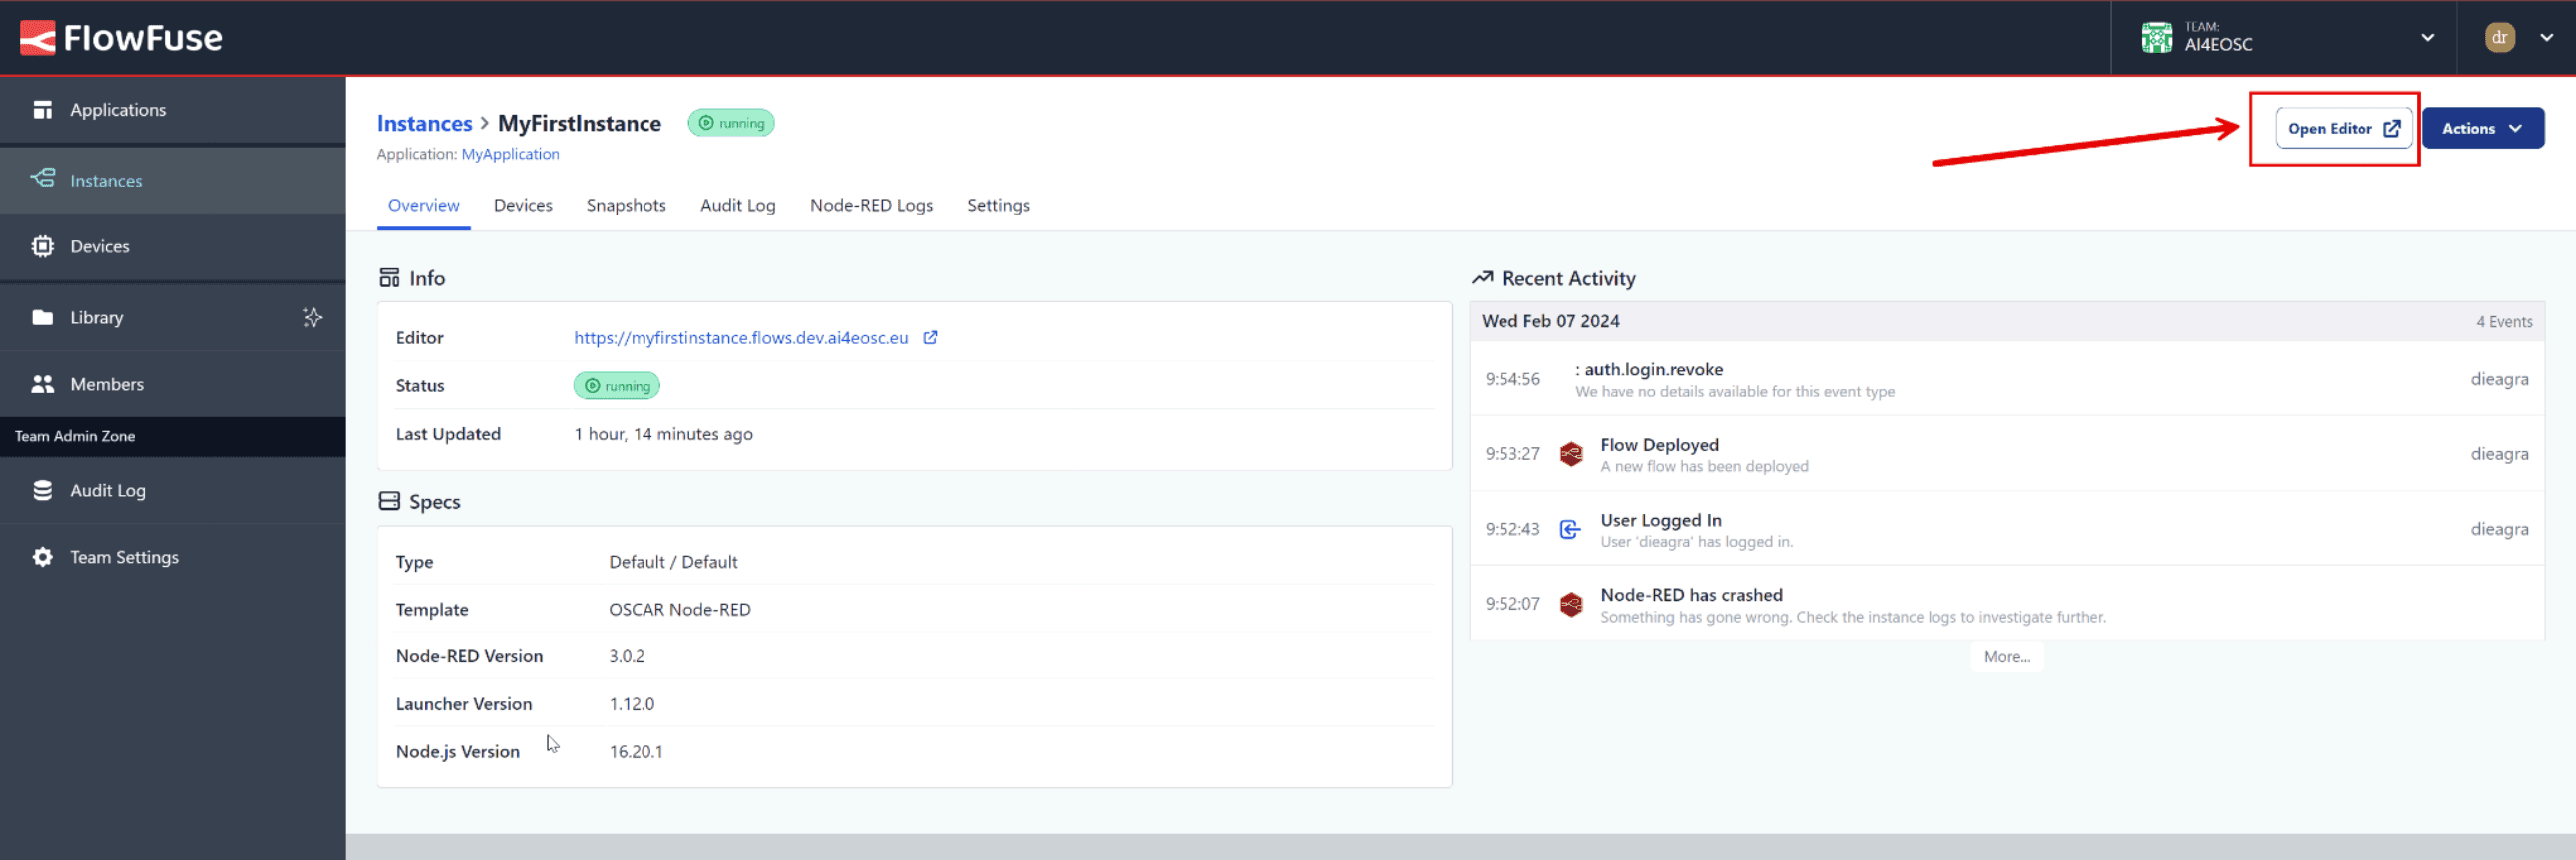 FlowFuse
TEAM:
AI4EOSC
dr
Applications
Instances
Devices
Library
Members
Team Admin Zone
Audit Log
Team Settings
Instances > MyFirstInstance running
Application: MyApplication
Open Editor
Actions
Overview Devices Snapshots Audit Log Node-RED Logs Settings
Info
Editor https://myfirstinstance.flows.dev.ai4eosc.eu
Status running
Last Updated 1 hour, 14 minutes ago
Specs
Type Default / Default
Template OSCAR Node-RED
Node-RED Version 3.0.2
Launcher Version 1.12.0
Node.js Version 16.20.1
Recent Activity
Wed Feb 07 2024 4 Events
9:54:56 : auth.login.revoke dieagra
We have no details available for this event type
9:53:27 Flow Deployed dieagra
A new flow has been deployed
9:52:43 User Logged In dieagra
User 'dieagra' has logged in.
9:52:07 Node-RED has crashed
Something has gone wrong. Check the instance logs to investigate further.
More...